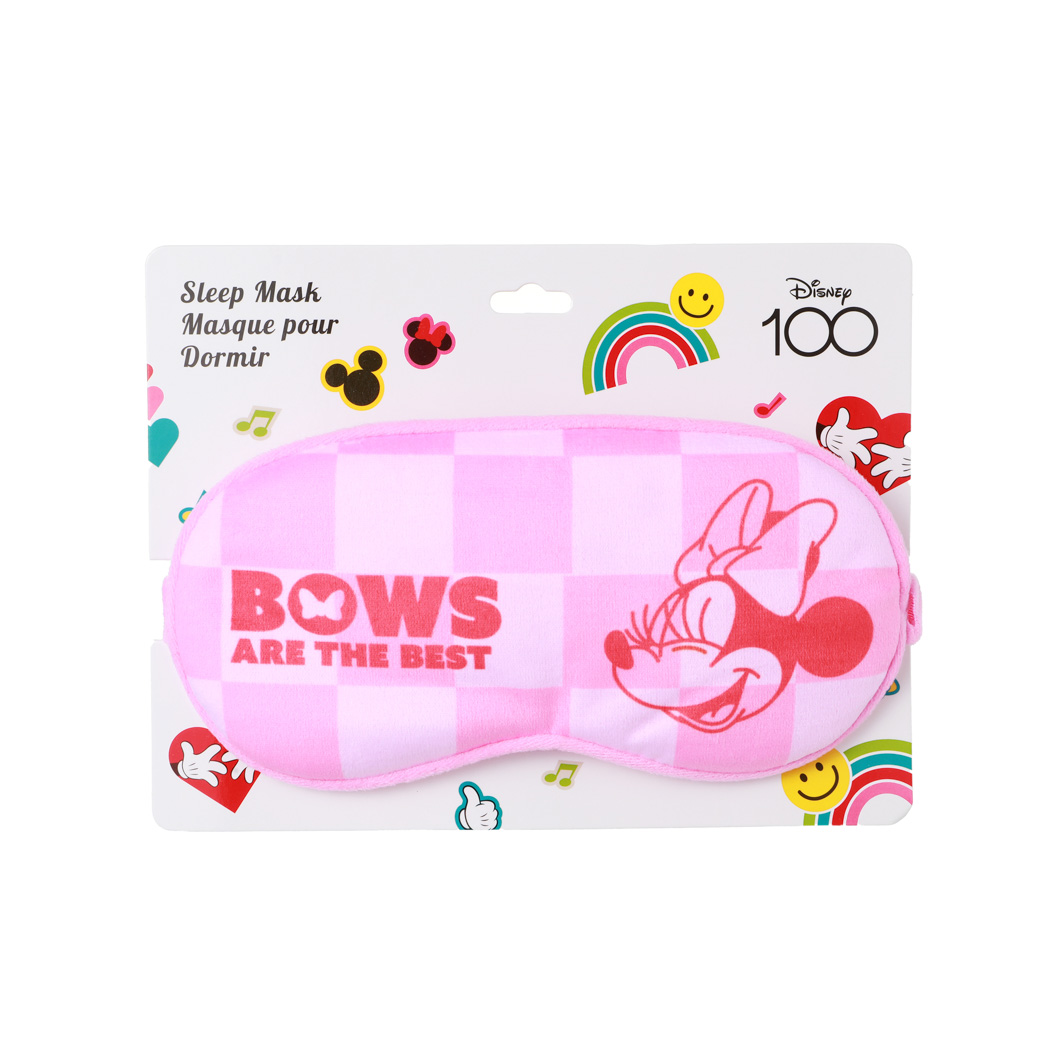 Sleep Mask
Masque pour
Dormir
Disney
100
BOWS
ARE THE BEST